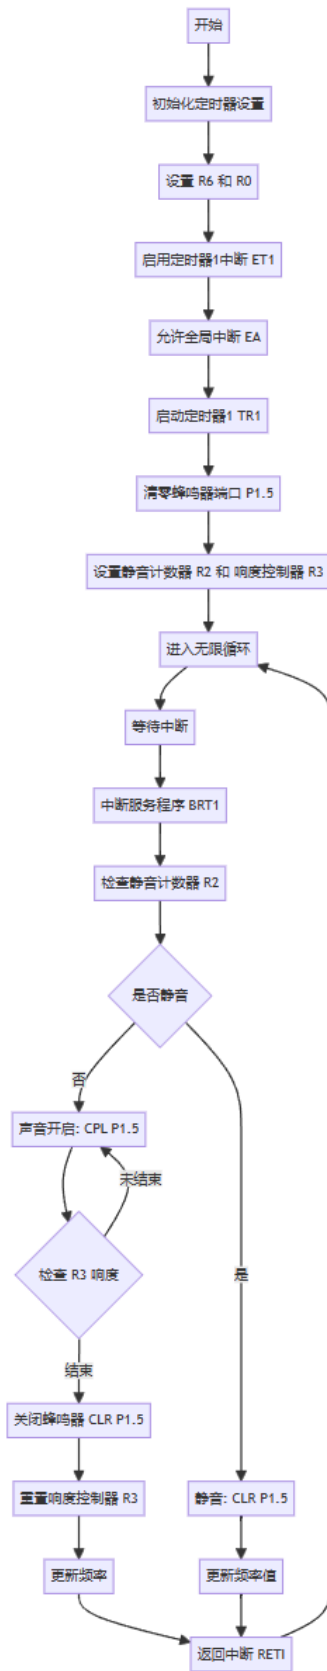 开始
初始化定时器设置
设置 R6 和 R0
启用定时器1中断 ET1
允许全局中断 EA
启动定时器1 TR1
清零蜂鸣器端口 P1.5
设置静音计数器 R2 和 响度控制器 R3
进入无限循环
等待中断
中断服务程序 BRT1
检查静音计数器 R2
是否静音
否
声音开启: CPL P1.5
未结束
检查 R3 响度
是
结束
关闭蜂鸣器 CLR P1.5
重置响度控制器 R3
静音: CLR P1.5
更新频率
更新频率值
返回中断 RETI